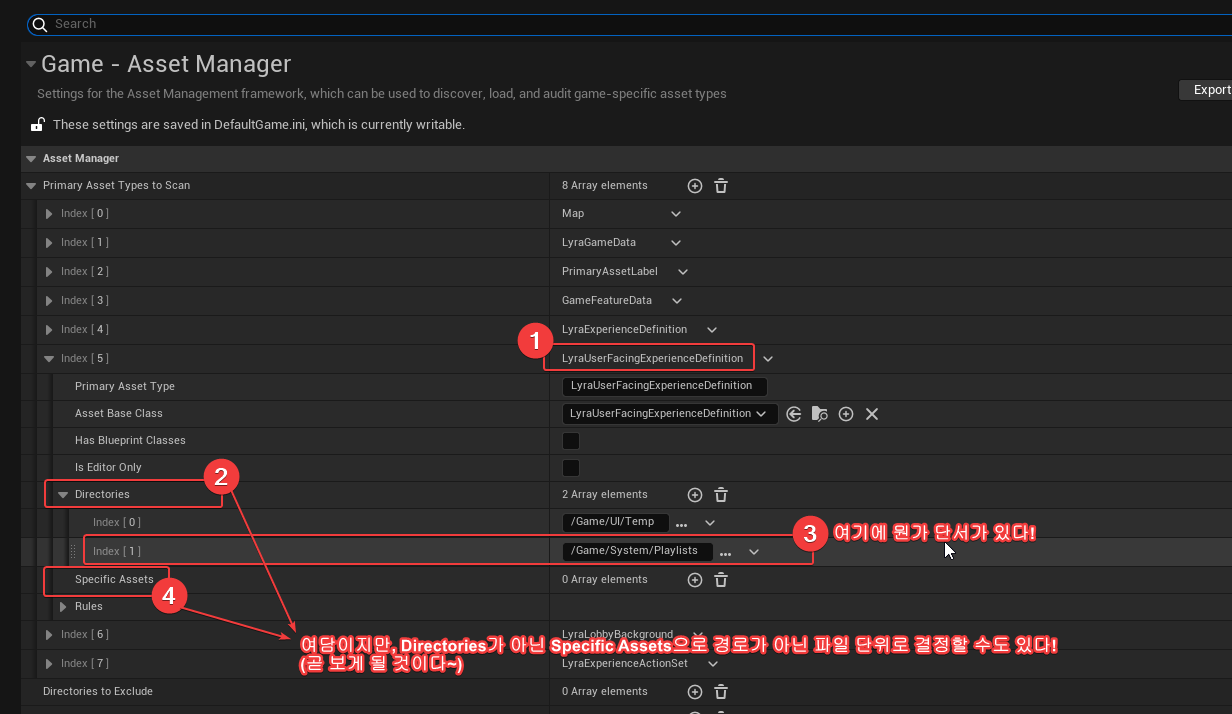 Search
Game - Asset Manager
Settings for the Asset Management framework, which can be used to discover, load, and audit game-specific asset types
Export
These settings are saved in DefaultGame.ini, which is currently writable.
Asset Manager
Primary Asset Types to Scan 8 Array elements
Index [ 0 ] Map
Index [ 1 ] LyraGameData
Index [ 2 ] PrimaryAssetLabel
Index [ 3 ] GameFeatureData
Index [ 4 ] LyraExperienceDefinition
1
Index [ 5 ] LyraUserFacingExperienceDefinition
Primary Asset Type LyraUserFacingExperienceDefinition
Asset Base Class LyraUserFacingExperienceDefinition
Has Blueprint Classes
Is Editor Only
2
Directories 2 Array elements
Index [ 0 ] /Game/UI/Temp
3 여기에 뭔가 단서가 있다!
Index [ 1 ] /Game/System/Playlists
Specific Assets 0 Array elements
4
Rules
Index [ 6 ] LyraLobbyBackground
여담이지만, Directories가 아닌 Specific Assets으로 경로가 아닌 파일 단위로 결정할 수도 있다!
(곧 보게 될 것이다~)
Index [ 7 ] LyraExperienceActionSet
Directories to Exclude 0 Array elements